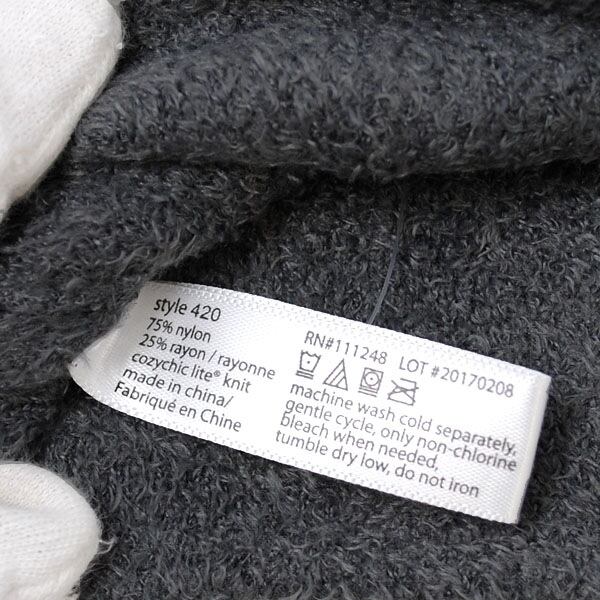 style 420
75% nylon
25% rayon / rayonne
cozychic lite® knit
made in china/
Fabriqué en Chine
RN#111248 LOT #20170208
machine wash cold separately,
gentle cycle, only non-chlorine
bleach when needed,
tumble dry low, do not iron